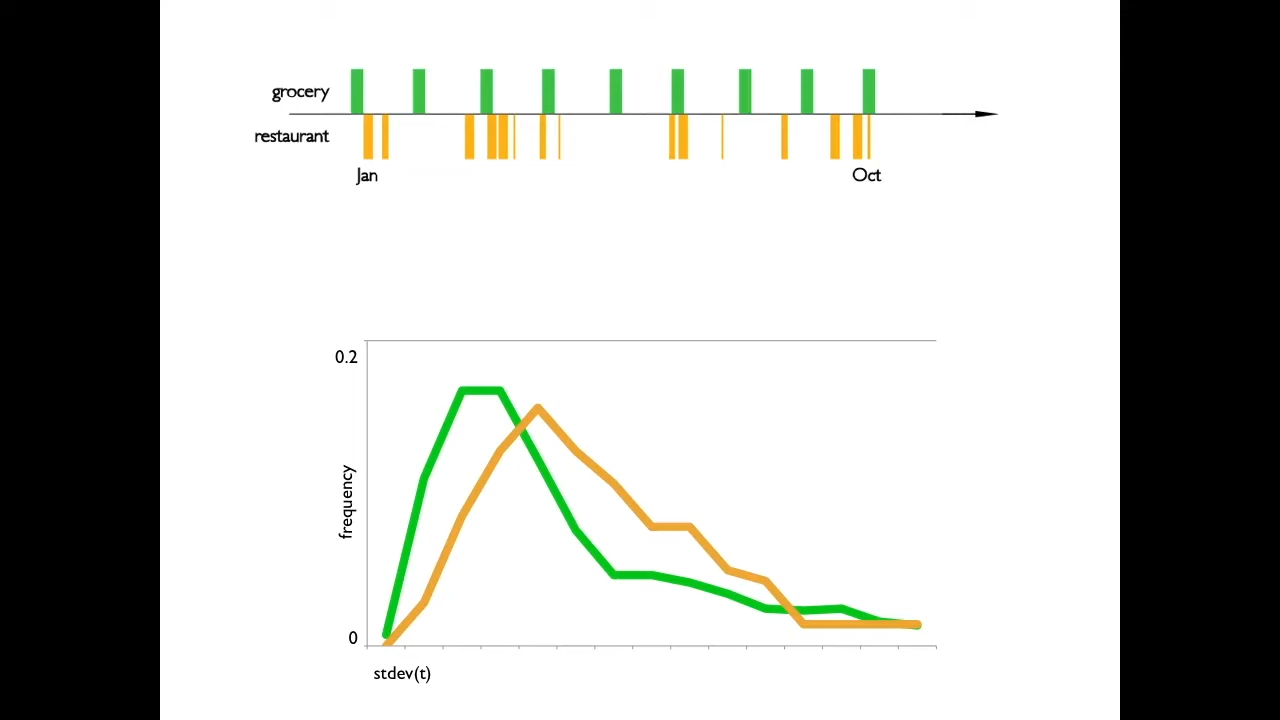 grocery
restaurant
Jan
Oct
0.2
frequency
0
stdev(t)